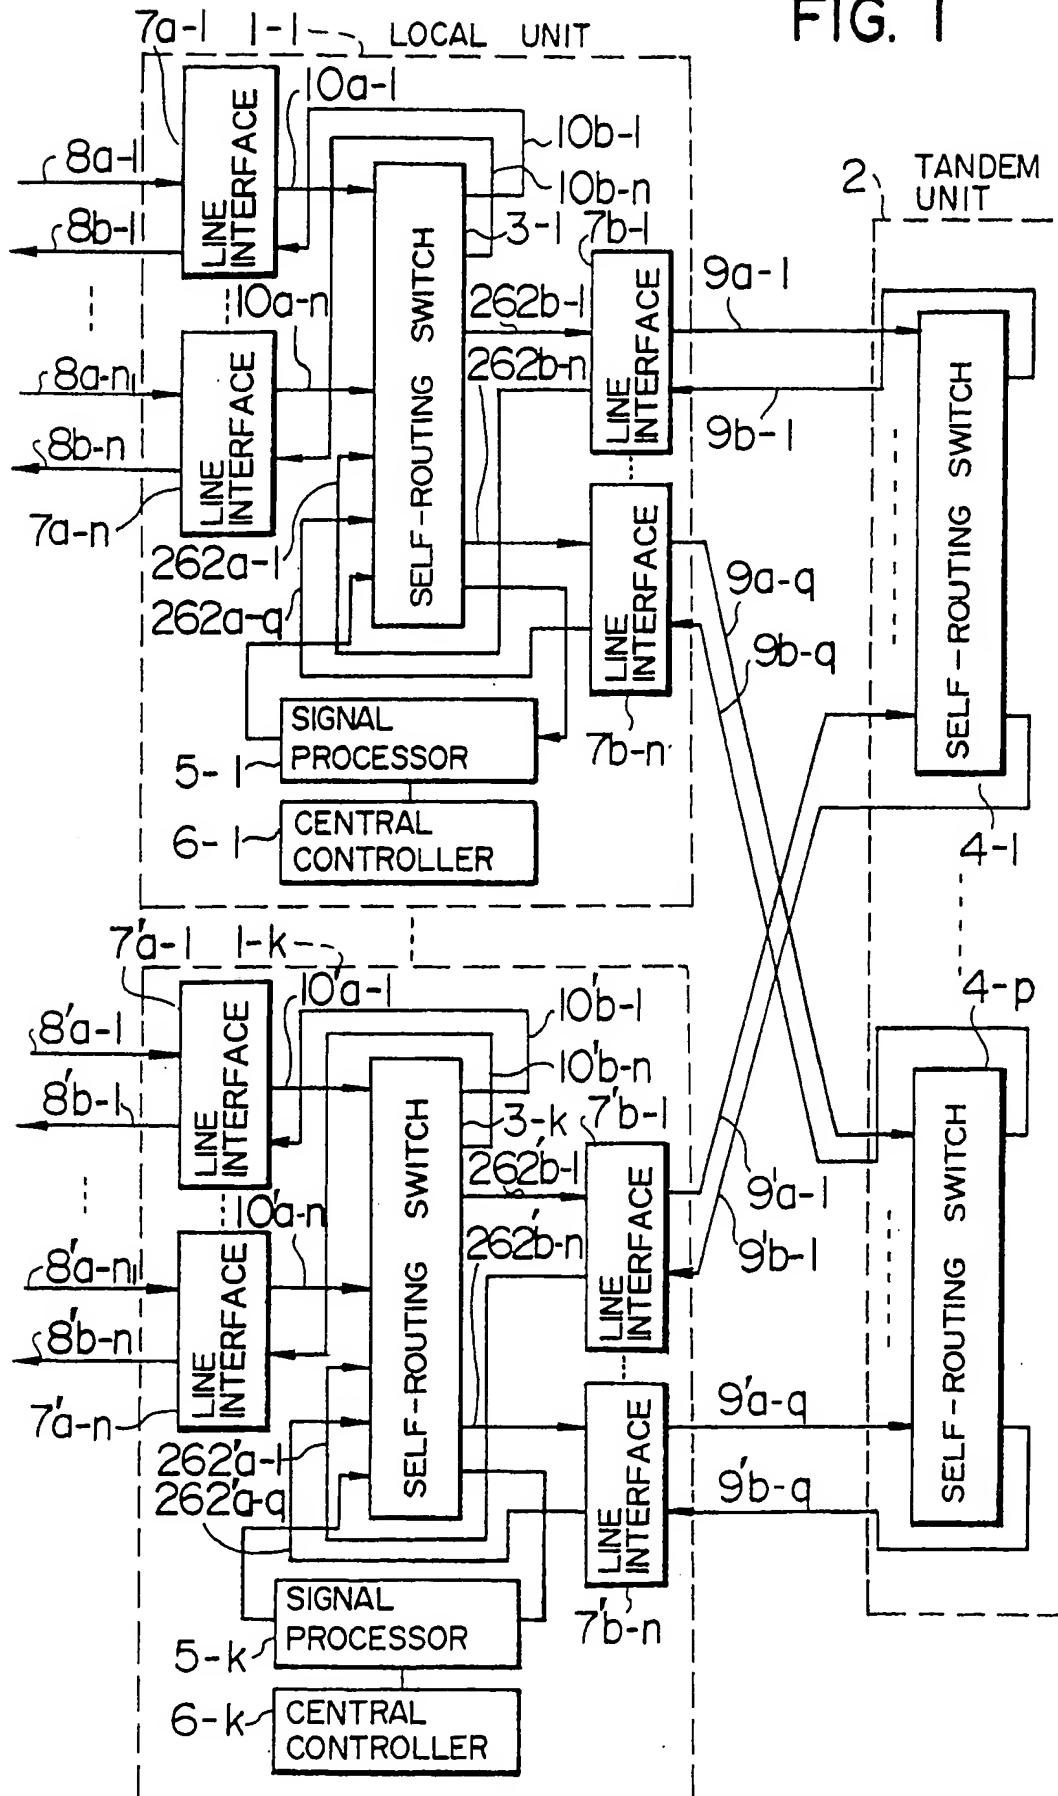 FIG. 1
7a-1
1-1
LOCAL UNIT
10a-1
10b-1
10b-n
8a-1
8b-1
LINE
INTERFACE
3-1
7b-1
2
TANDEM
UNIT
9a-1
10a-n
262b-1
262b-n
8a-n
8b-n
LINE
INTERFACE
SELF-ROUTING SWITCH
LINE
INTERFACE
9b-1
SELF-ROUTING SWITCH
7a-n
262a-1
262a-q
9a-q
9b-q
LINE
INTERFACE
7b-n
SIGNAL
PROCESSOR
5-1
6-1
CENTRAL
CONTROLLER
4-1
7'a-1
1-k
10'a-1
10'b-1
10'b-n
4-p
8'a-1
8'b-1
LINE
INTERFACE
3-k
7'b-1
10'a-n
262'b-1
262'b-n
9'a-1
9'b-1
8'a-n
8'b-n
LINE
INTERFACE
SELF-ROUTING SWITCH
LINE
INTERFACE
SELF-ROUTING SWITCH
7'a-n
262'a-1
262'a-q
9'a-q
9'b-q
LINE
INTERFACE
7'b-n
SIGNAL
PROCESSOR
5-k
6-k
CENTRAL
CONTROLLER